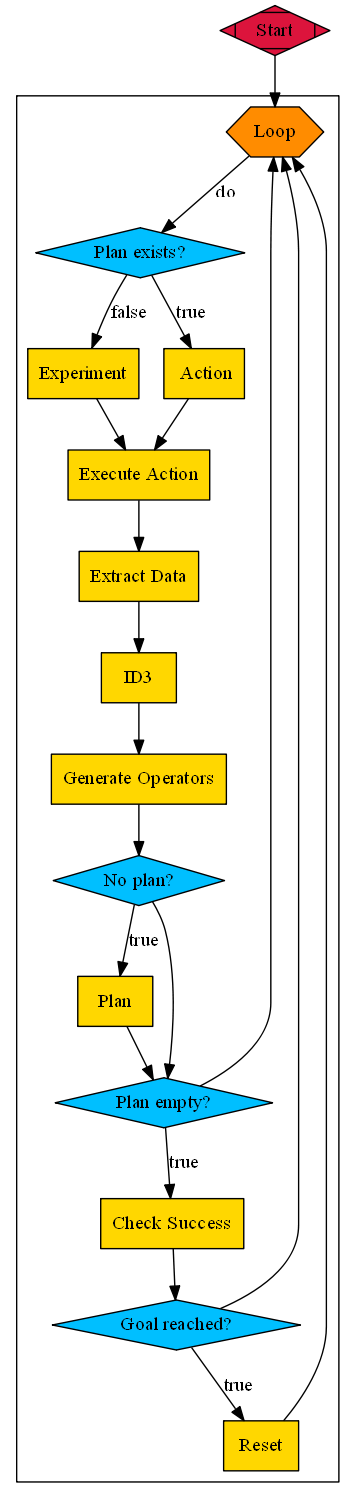 Start
Loop
do
Plan exists?
false
true
Experiment
Action
Execute Action
Extract Data
ID3
Generate Operators
No plan?
true
Plan
Plan empty?
true
Check Success
Goal reached?
true
Reset